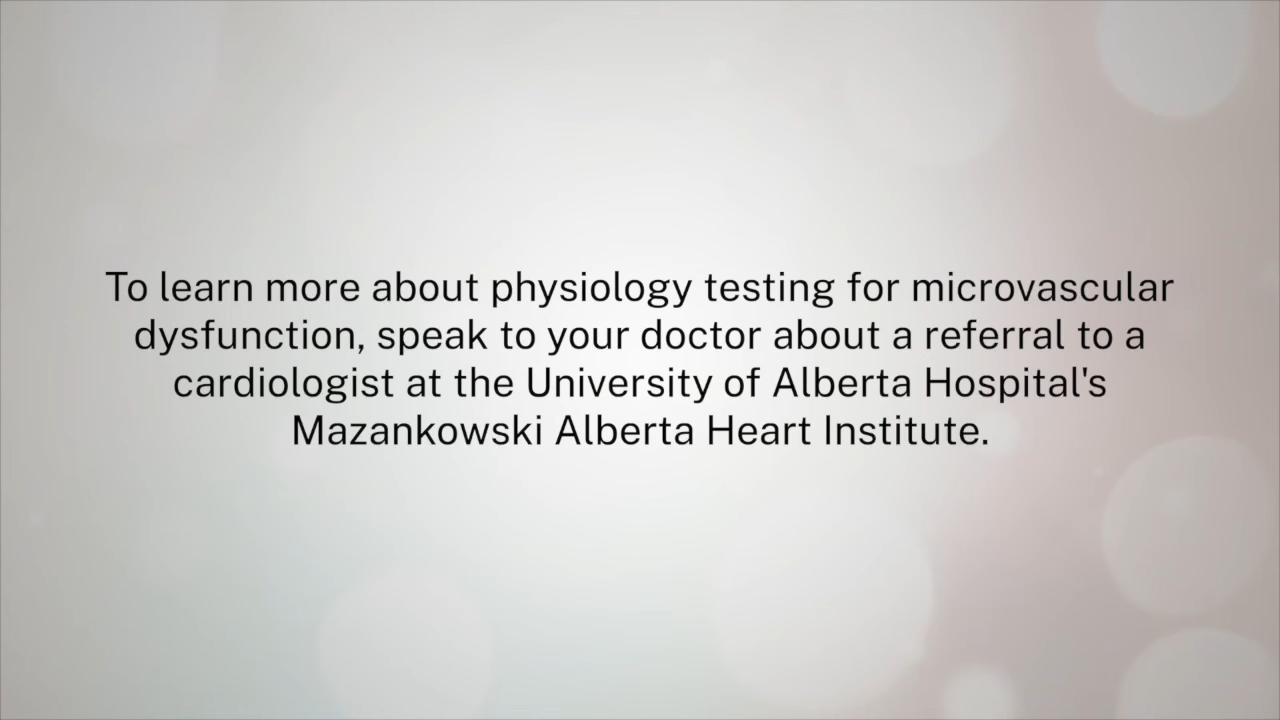 To learn more about physiology testing for microvascular
dysfunction, speak to your doctor about a referral to a
cardiologist at the University of Alberta Hospital's
Mazankowski Alberta Heart Institute.